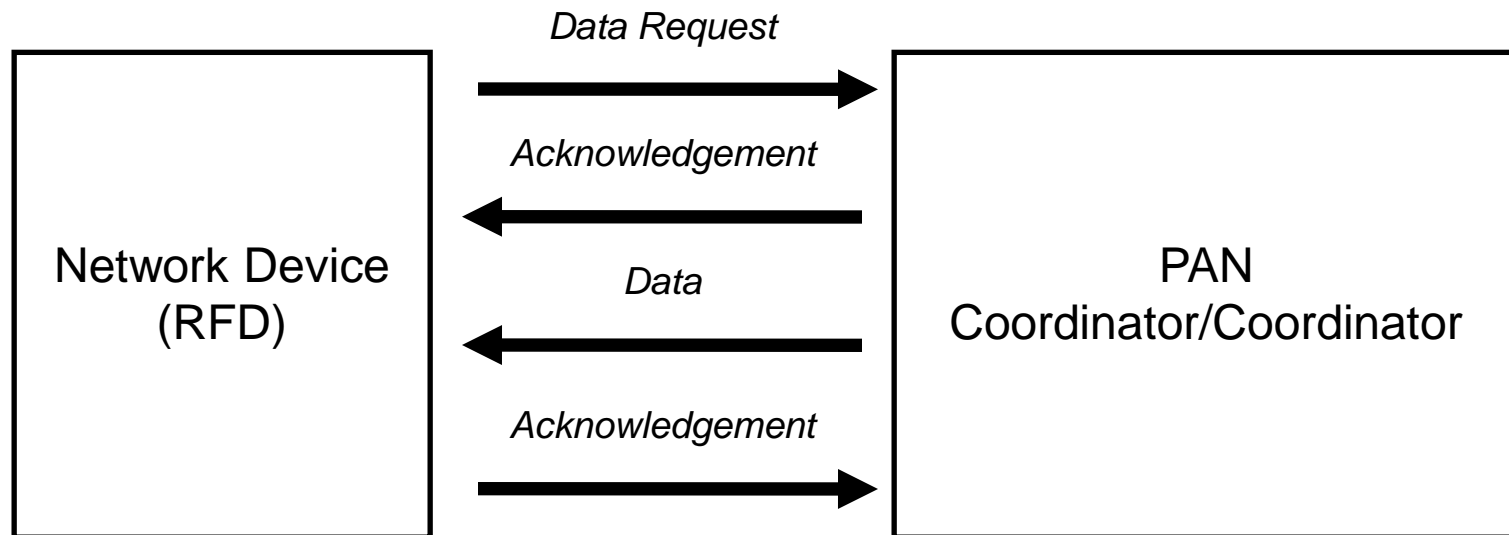 Data Request
Acknowledgement
Network Device
(RFD)
Data
PAN
Coordinator/Coordinator
Acknowledgement